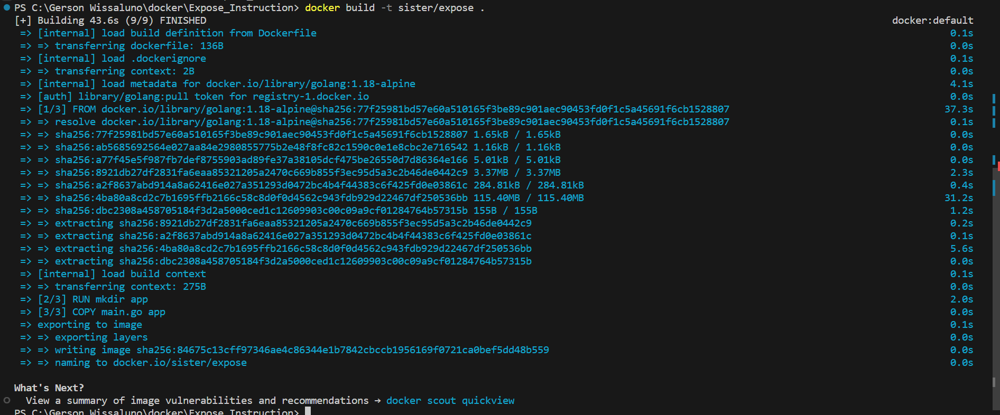 PS C:\Gerson Wissaluno\docker\Expose_Instruction> docker build -t sister/expose .
[+] Building 43.6s (9/9) FINISHED docker:default
=> [internal] load build definition from Dockerfile 0.1s
=> => transferring dockerfile: 136B 0.0s
=> [internal] load .dockerignore 0.1s
=> => transferring context: 2B 0.0s
=> [internal] load metadata for docker.io/library/golang:1.18-alpine 4.1s
=> [auth] library/golang:pull token for registry-1.docker.io 0.0s
=> [1/3] FROM docker.io/library/golang:1.18-alpine@sha256:77f25981bd57e60a510165f3be89c901aec90453fd0f1c5a45691f6cb1528807 37.3s
=> => resolve docker.io/library/golang:1.18-alpine@sha256:77f25981bd57e60a510165f3be89c901aec90453fd0f1c5a45691f6cb1528807 0.1s
=> => sha256:77f25981bd57e60a510165f3be89c901aec90453fd0f1c5a45691f6cb1528807 1.65kB / 1.65kB 0.0s
=> => sha256:ab5685692564e027aa84e2980855775b2e48f8fc82c1590c0e1e8cbc2e716542 1.16kB / 1.16kB 0.0s
=> => sha256:a77f45e5f987fb7def8755903ad89fe37a38105dcf475be26550d7d86364e166 5.01kB / 5.01kB 0.0s
=> => sha256:8921db27df2831fa6eaa85321205a2470c669b855f3ec95d5a3c2b46de0442c9 3.37MB / 3.37MB 2.3s
=> => sha256:a2f8637abd914a8a62416e027a351293d0472bc4b4f44383c6f425fd0e03861c 284.81kB / 284.81kB 0.4s
=> => sha256:4ba80a8cd2c7b1695ffb2166c58c8d0f0d4562c943fdb929d22467df250536bb 115.40MB / 115.40MB 31.2s
=> => sha256:dbc2308a458705184f3d2a5000ced1c12609903c00c09a9cf01284764b57315b 155B / 155B 1.2s
=> => extracting sha256:8921db27df2831fa6eaa85321205a2470c669b855f3ec95d5a3c2b46de0442c9 0.2s
=> => extracting sha256:a2f8637abd914a8a62416e027a351293d0472bc4b4f44383c6f425fd0e03861c 0.1s
=> => extracting sha256:4ba80a8cd2c7b1695ffb2166c58c8d0f0d4562c943fdb929d22467df250536bb 5.6s
=> => extracting sha256:dbc2308a458705184f3d2a5000ced1c12609903c00c09a9cf01284764b57315b 0.0s
=> [internal] load build context 0.1s
=> => transferring context: 275B 0.0s
=> [2/3] RUN mkdir app 2.0s
=> [3/3] COPY main.go app 0.0s
=> exporting to image 0.1s
=> => exporting layers 0.0s
=> => writing image sha256:84675c13cff97346ae4c86344e1b7842cbccb1956169f0721ca0bef5dd48b559 0.0s
=> => naming to docker.io/sister/expose 0.0s
What's Next?
View a summary of image vulnerabilities and recommendations → docker scout quickview
PS C:\Gerson Wissaluno\docker\Expose_Instruction>